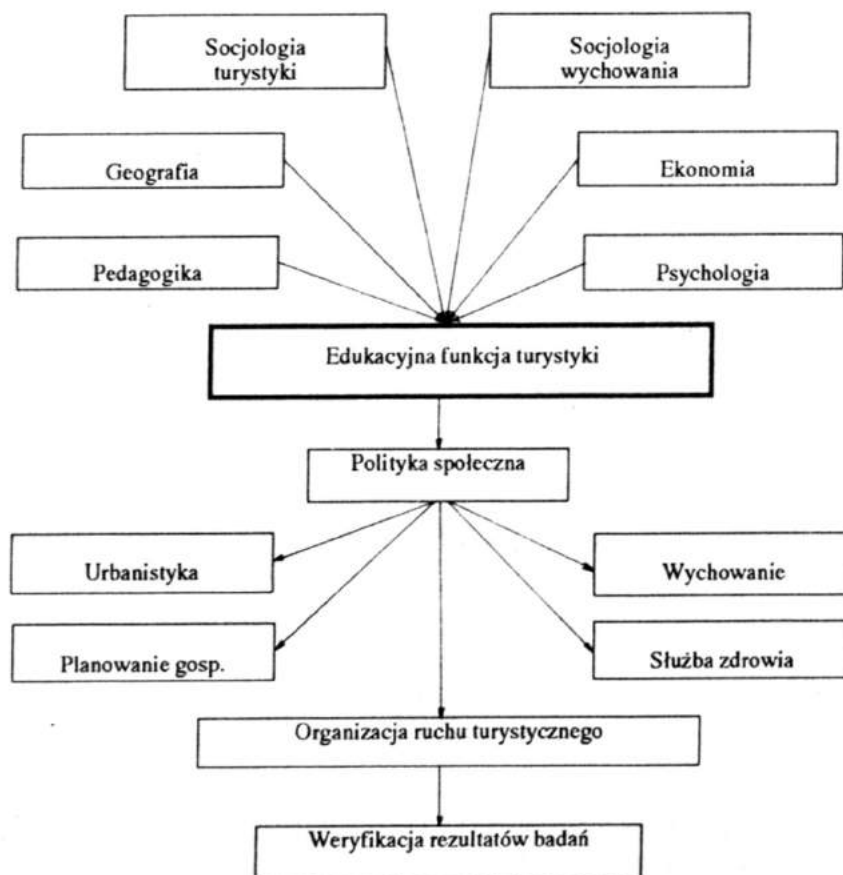 Socjologia
turystyki
Socjologia
wychowania
Geografia
Ekonomia
Pedagogika
Psychologia
Edukacyjna funkcja turystyki
Polityka społeczna
Urbanistyka
Wychowanie
Planowanie gosp.
Służba zdrowia
Organizacja ruchu turystycznego
Weryfikacja rezultatów badań